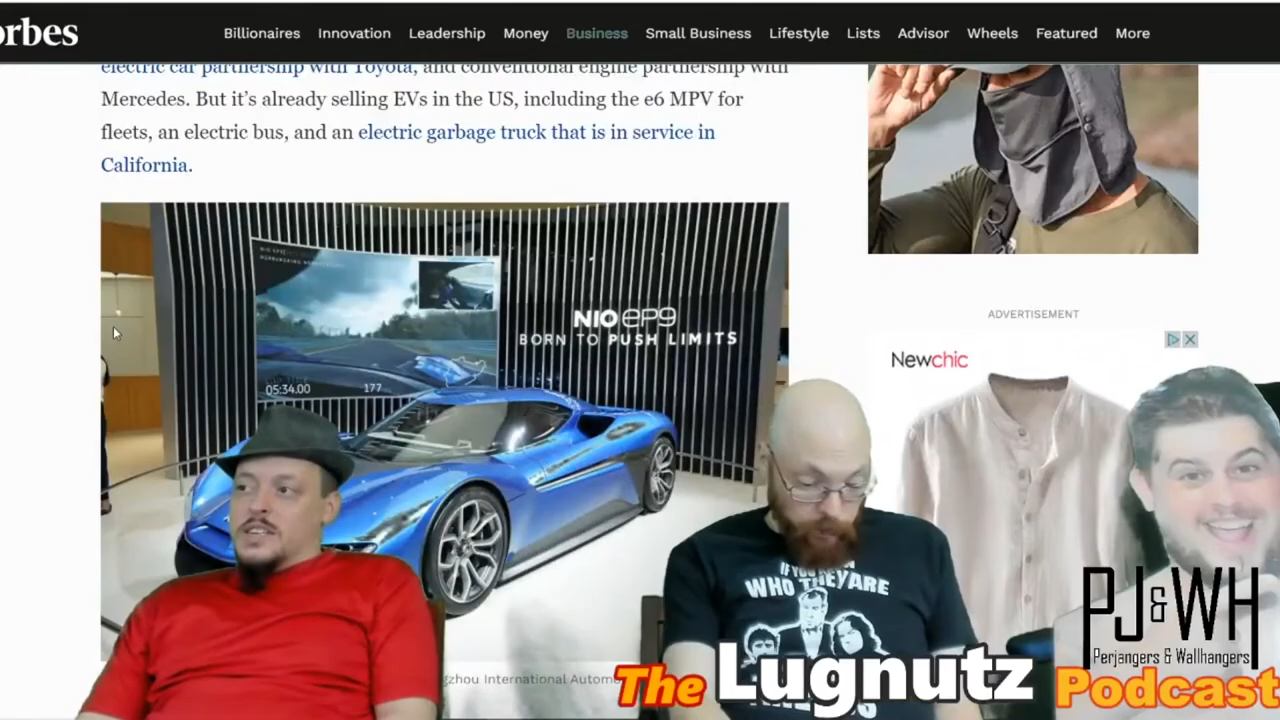 orbes
Billionaires Innovation Leadership Money Business Small Business Lifestyle Lists Advisor Wheels Featured More
electric car partnership with Toyota, and conventional engine partnership with
Mercedes. But it's already selling EVs in the US, including the e6 MPV for
fleets, an electric bus, and an electric garbage truck that is in service in
California.
NIO EP9
BORN TO PUSH LIMITS
05:34.00 177
ADVERTISEMENT
Newchic
WHO THEY ARE
PJ&WH
Perjangers & Wallhangers
gzhou International Autom
The Lugnutz Podcast